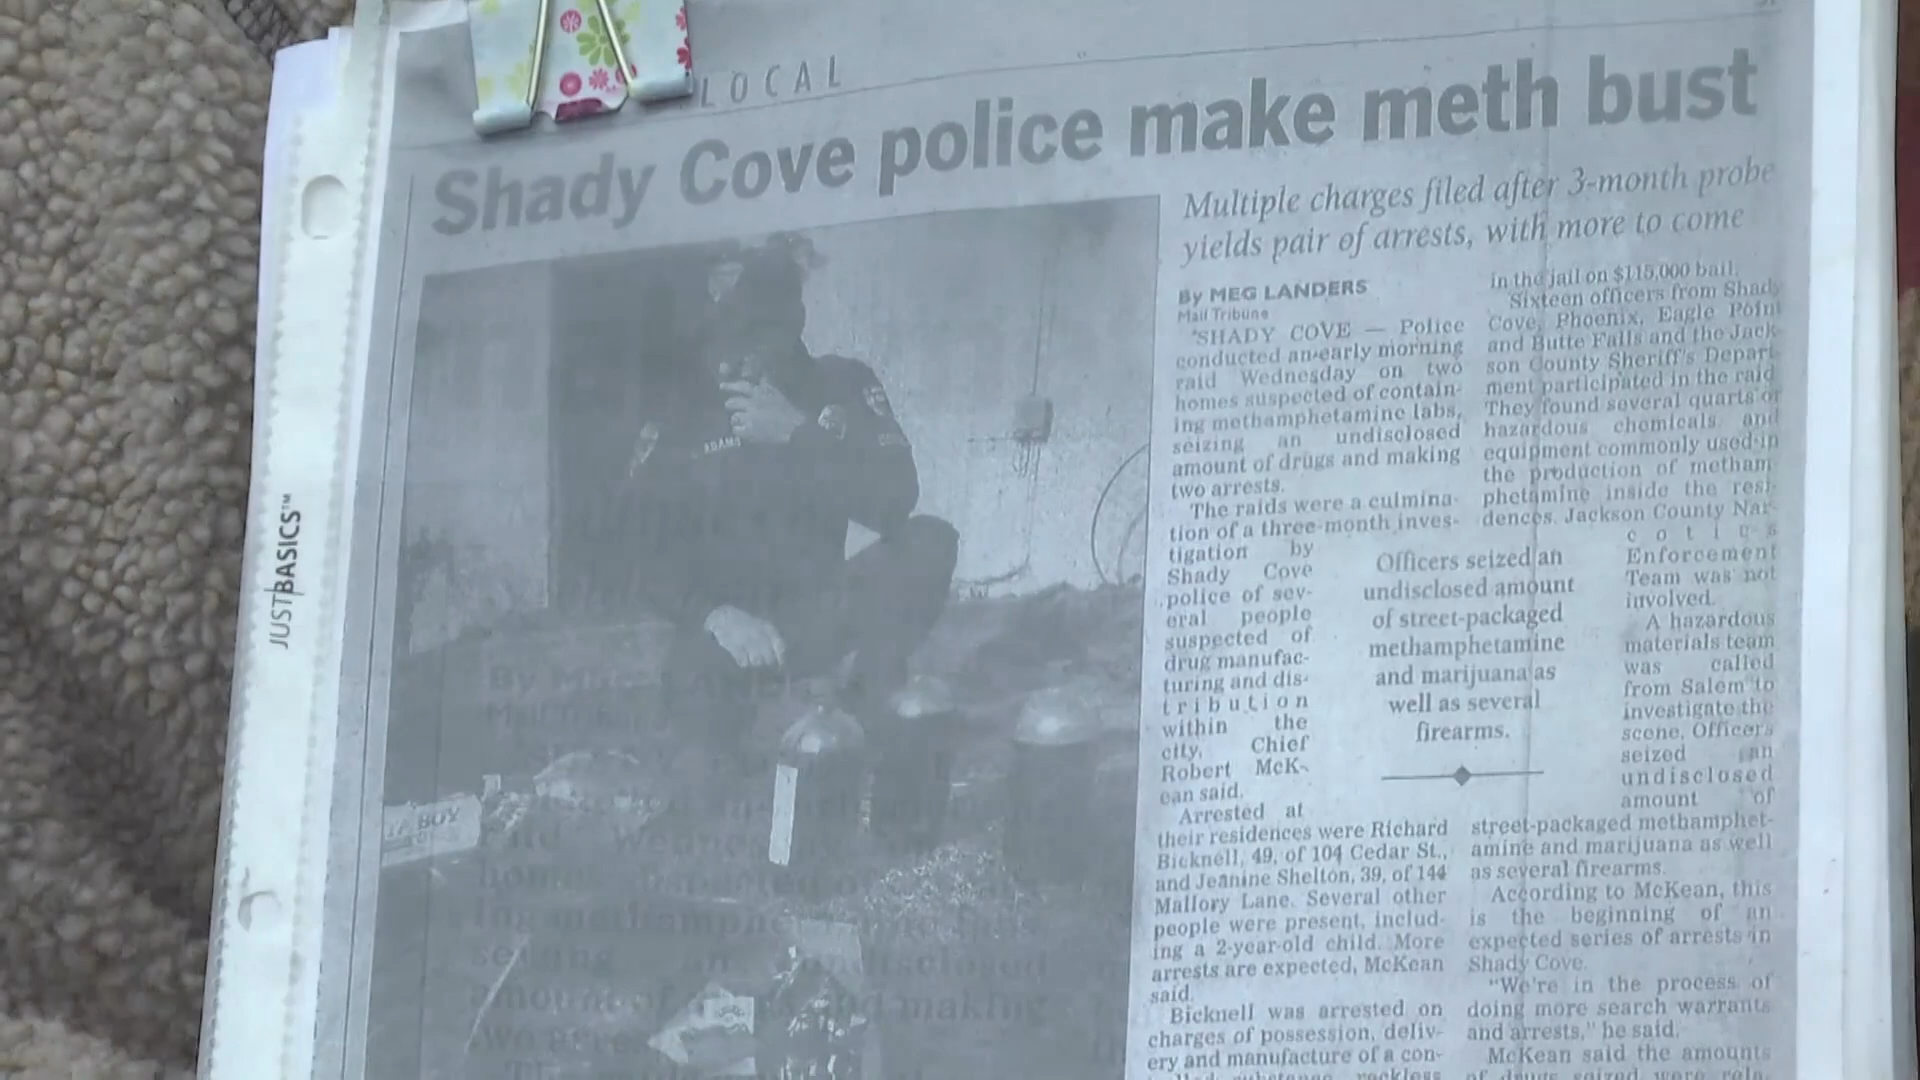 LOCAL
Shady Cove police make meth bust
Multiple charges filed after 3-month probe
yields pair of arrests, with more to come
By MEG LANDERS
Mail Tribune
SHADY COVE — Police
conducted an early morning
raid Wednesday on two
homes suspected of contain-
ing methamphetamine labs,
seizing an undisclosed
amount of drugs and making
two arrests.
The raids were a culmina-
tion of a three-month inves-
tigation by
Shady Cove
police of sev-
eral people
suspected of
drug manufac-
turing and dis-
tribution
within the
city, Chief
Robert McK-
ean said.
Arrested at
their residences were Richard
Bicknell, 49, of 104 Cedar St.,
and Jeanine Shelton, 39, of 144
Mallory Lane. Several other
people were present, includ-
ing a 2-year-old child. More
arrests are expected, McKean
said.
Bicknell was arrested on
charges of possession, deliv-
ery and manufacture of a con-
reckless
Officers seized an
undisclosed amount
of street-packaged
methamphetamine
and marijuana as
well as several
firearms.
in the jail on $115,000 bail.
Sixteen officers from Shady
Cove, Phoenix, Eagle Point
and Butte Falls and the Jack-
son County Sheriff's Depart-
ment participated in the raid.
They found several quarts of
hazardous chemicals and
equipment commonly used in
the production of metham-
phetamine inside the resi-
dences. Jackson County Nar-
cotics
Enforcement
Team was not
involved.
A hazardous
materials team
was called
from Salem to
investigate the
scene. Officers
seized an
undisclosed
amount of
street-packaged methamphet-
amine and marijuana as well
as several firearms.
According to McKean, this
is the beginning of an
expected series of arrests in
Shady Cove.
"We're in the process of
doing more search warrants
and arrests," he said.
McKean said the amounts
of drugs seized were rela-
ADAMS
BOY
JUSTBASICS™